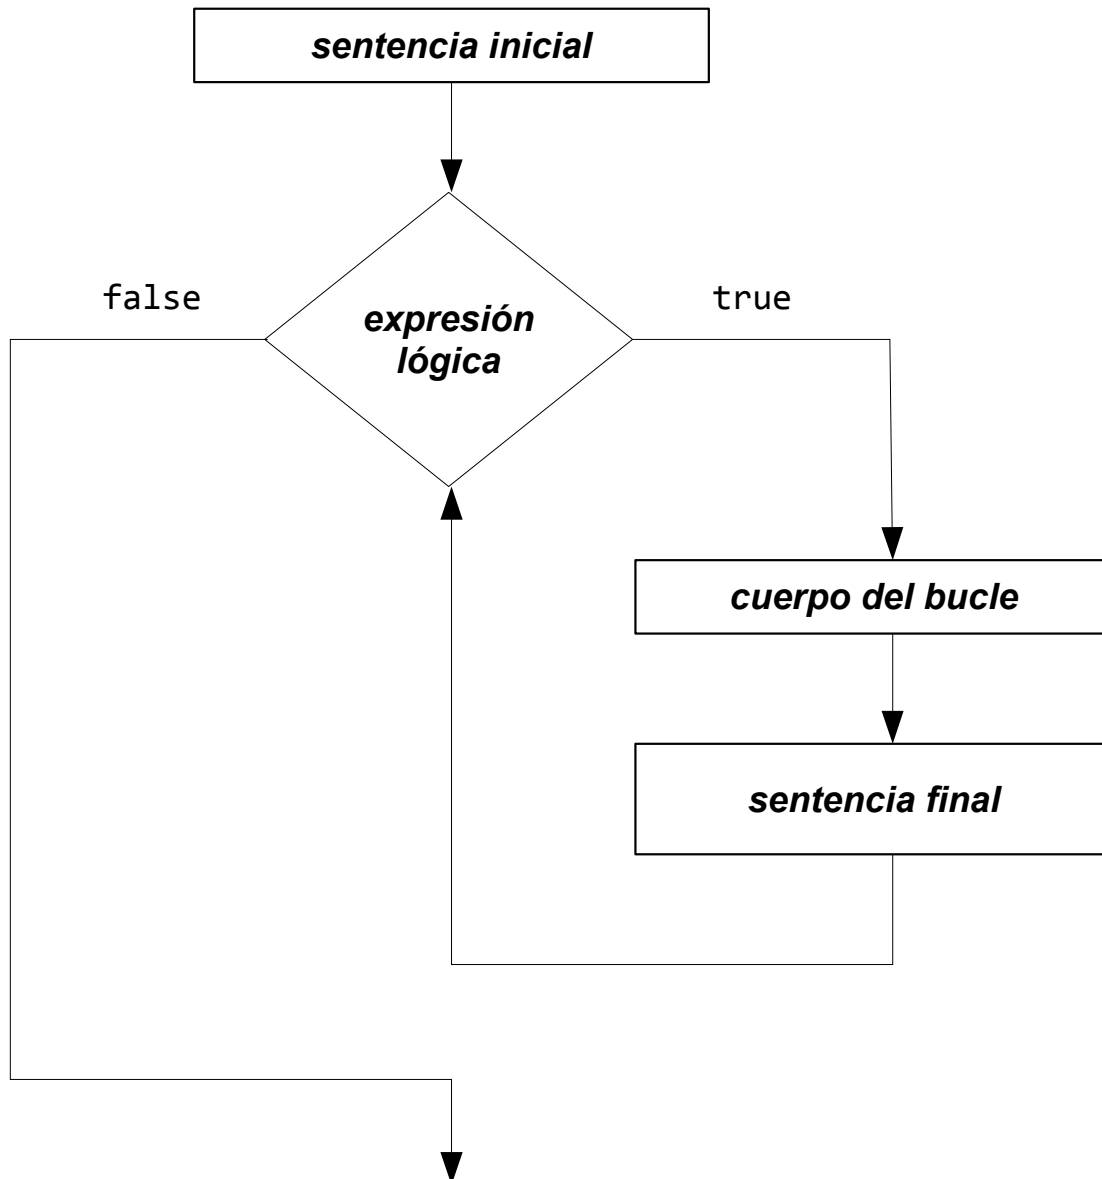 sentencia inicial
false
true
expresión
lógica
cuerpo del bucle
sentencia final